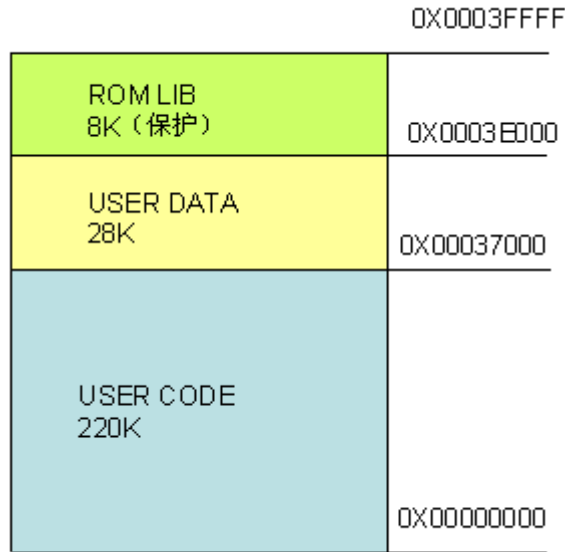 0X0003FFFF
ROM LIB
8K（保护）
0X0003E000
USER DATA
28K
0X00037000
USER CODE
220K
0X00000000